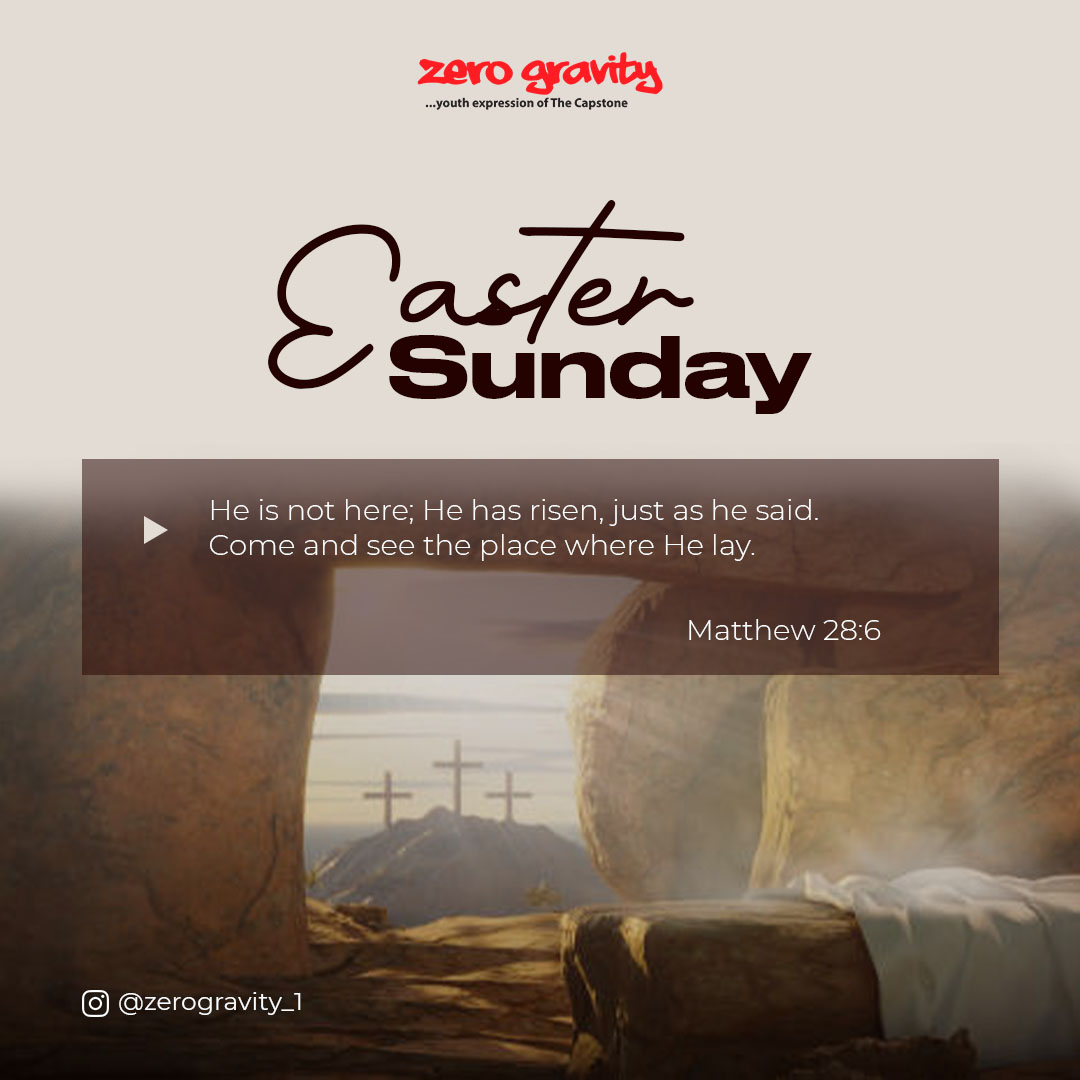 zero gravity
...youth expression of The Capstone
Easter
Sunday
He is not here; He has risen, just as he said.
Come and see the place where He lay.
Matthew 28:6
@zerogravity_1